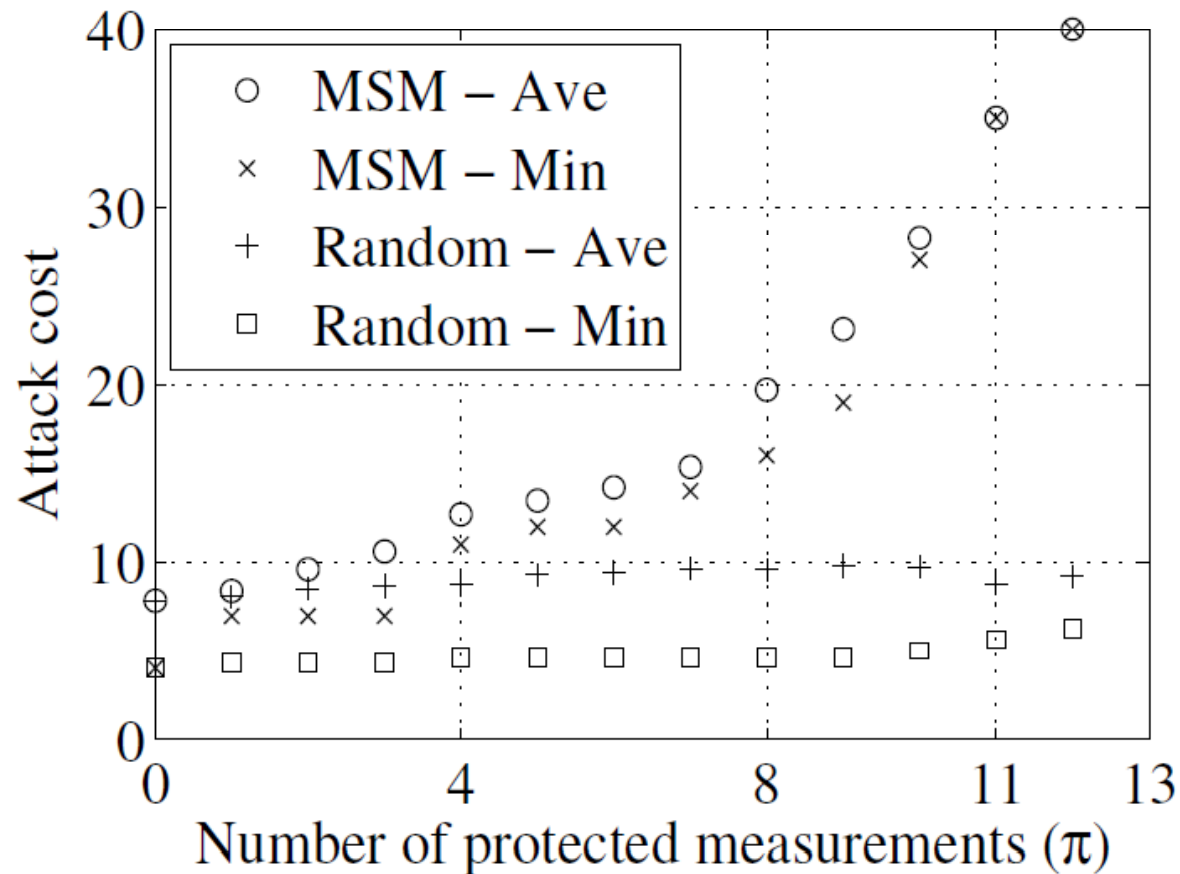 40
30
20
10
0
Attack cost
MSM – Ave
MSM – Min
Random – Ave
Random – Min
0 4 8 11 13
Number of protected measurements (π)